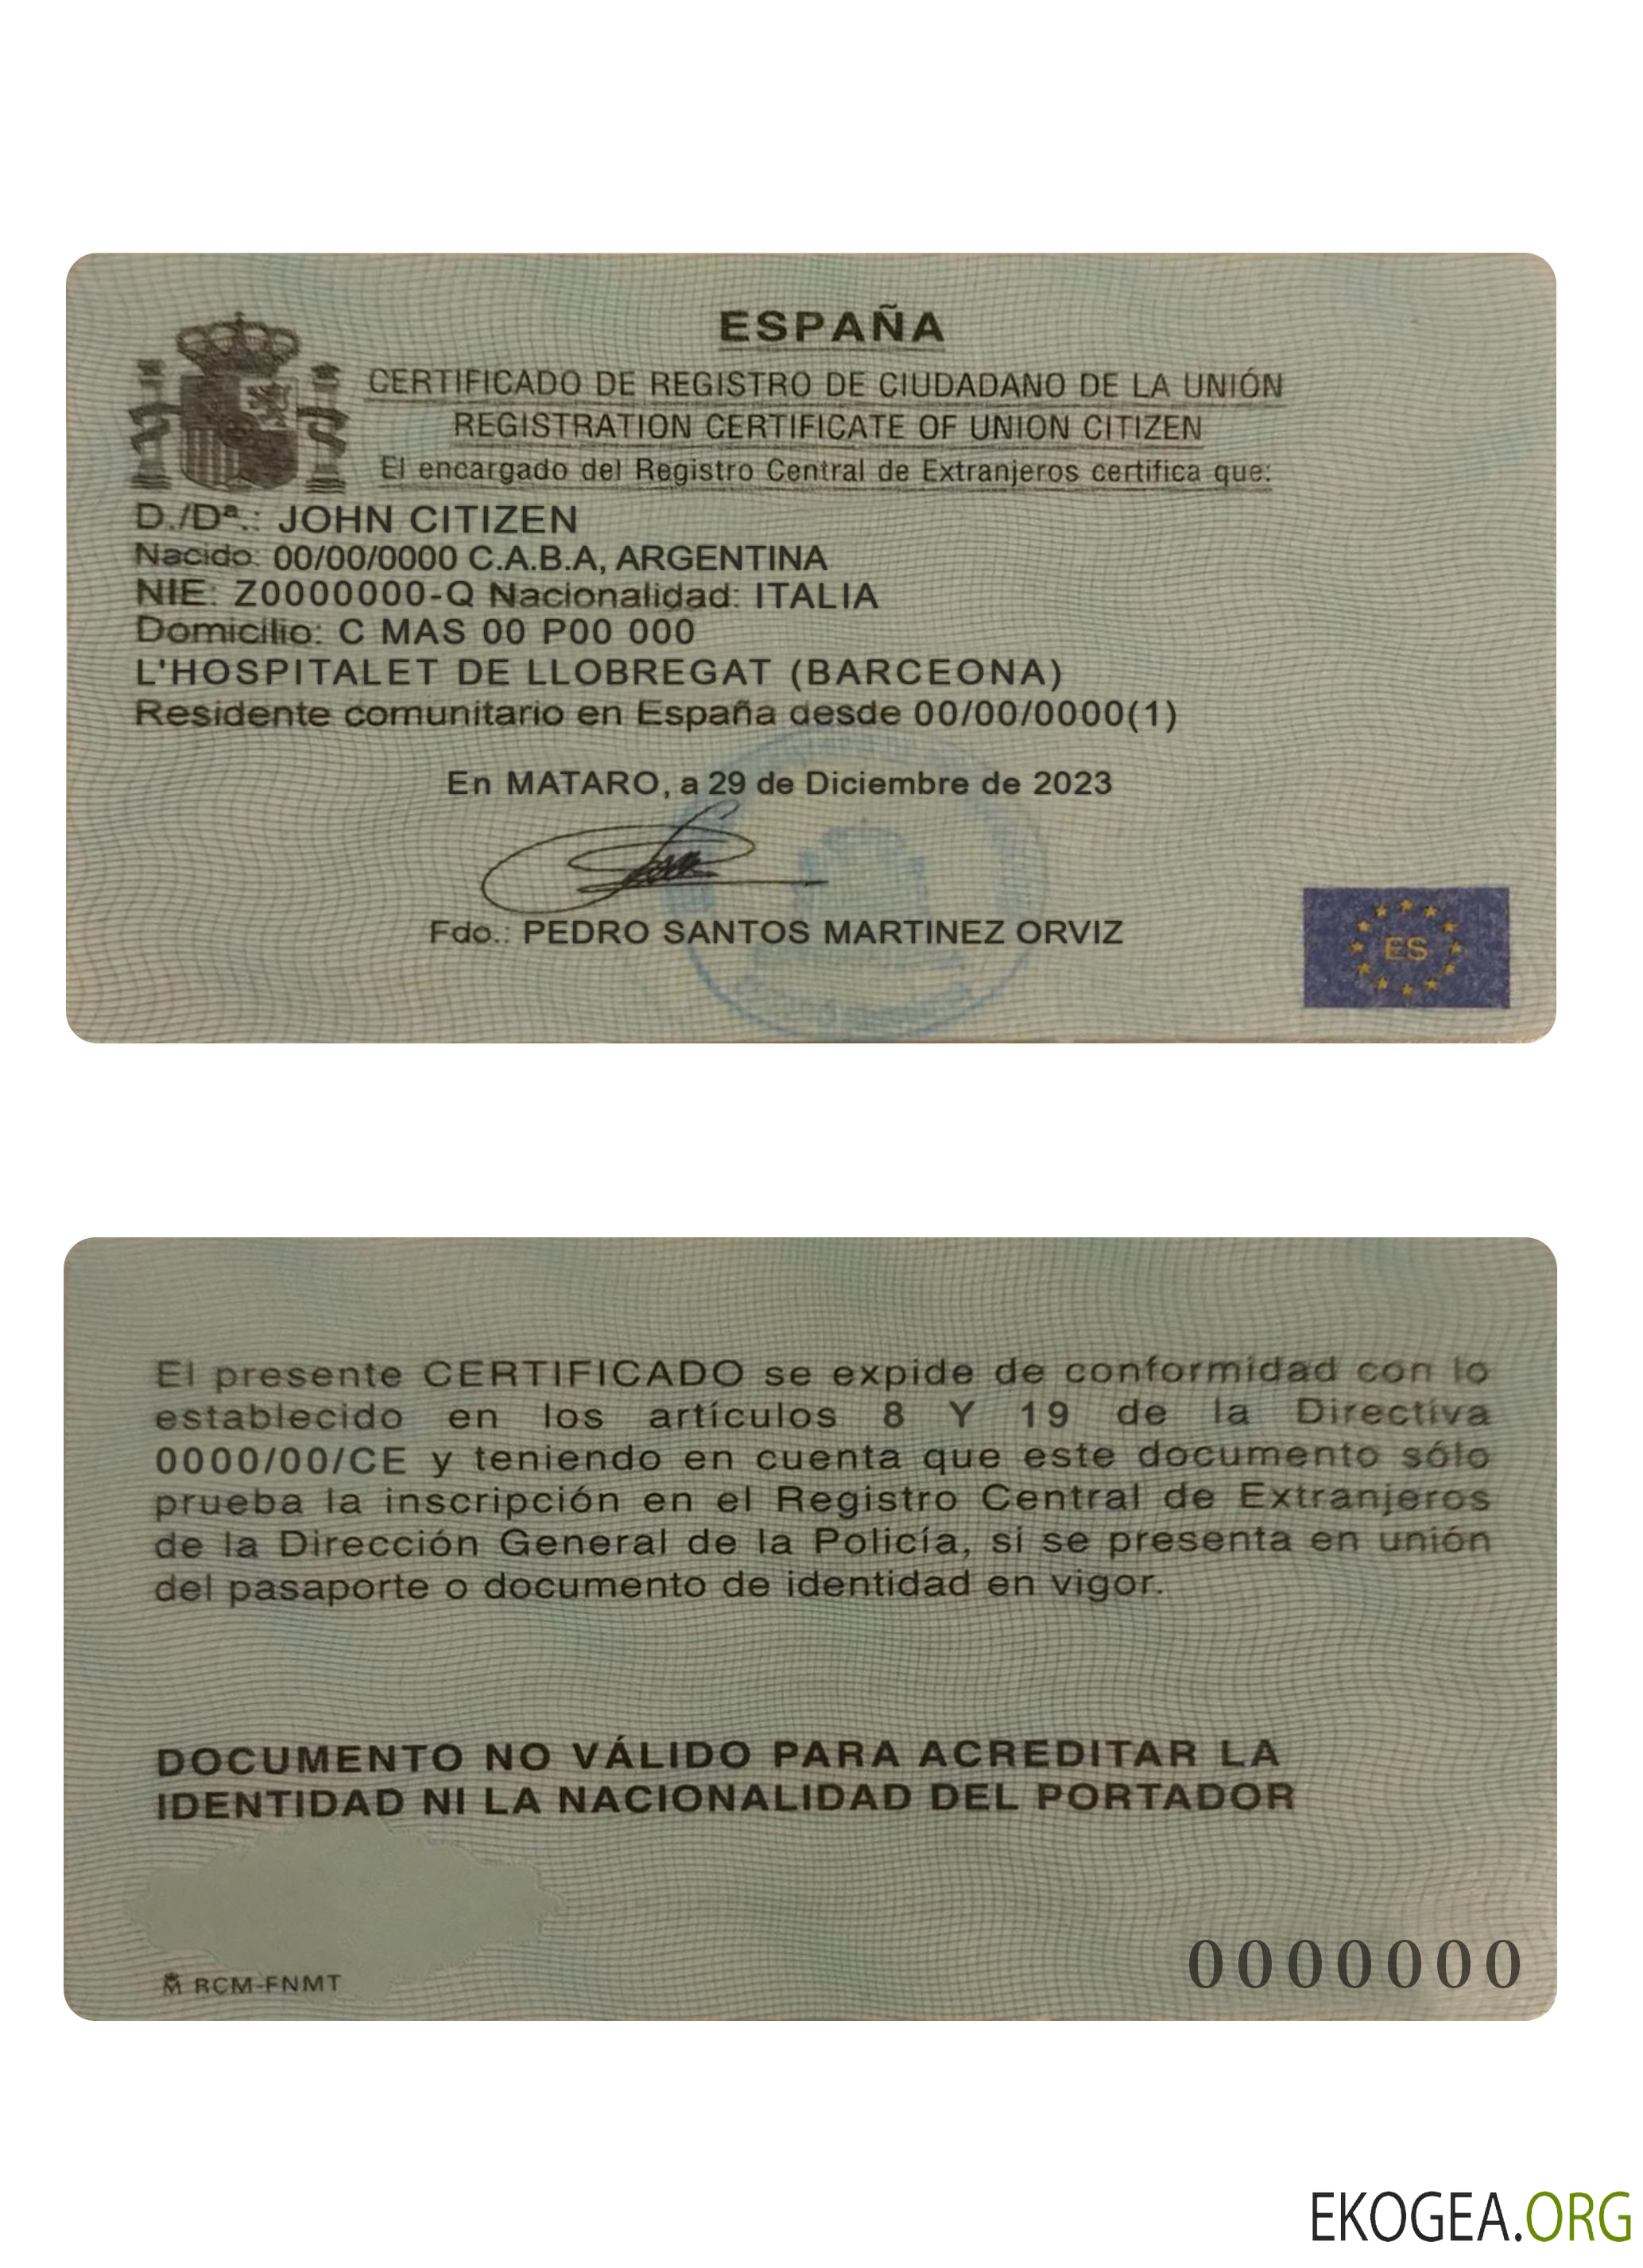 ESPAÑA
CERTIFICADO DE REGISTRO DE CIUDADANO DE LA UNIÓN
REGISTRATION CERTIFICATE OF UNION CITIZEN
El encargado del Registro Central de Extranjeros certifica que:
D./Dª.: JOHN CITIZEN
Nacido: 00/00/0000 C.A.B.A, ARGENTINA
NIE: Z0000000-Q Nacionalidad: ITALIA
Domicilio: C MAS 00 P00 000
L'HOSPITALET DE LLOBREGAT (BARCEONA)
Residente comunitario en España desde 00/00/0000(1)
En MATARO, a 29 de Diciembre de 2023
Fdo.: PEDRO SANTOS MARTINEZ ORVIZ
ES
El presente CERTIFICADO se expide de conformidad con lo
establecido en los artículos 8 Y 19 de la Directiva
0000/00/CE y teniendo en cuenta que este documento sólo
prueba la inscripción en el Registro Central de Extranjeros
de la Dirección General de la Policía, si se presenta en unión
del pasaporte o documento de identidad en vigor.
DOCUMENTO NO VÁLIDO PARA ACREDITAR LA
IDENTIDAD NI LA NACIONALIDAD DEL PORTADOR
RCM-FNMT
0000000
EKOGEA.ORG